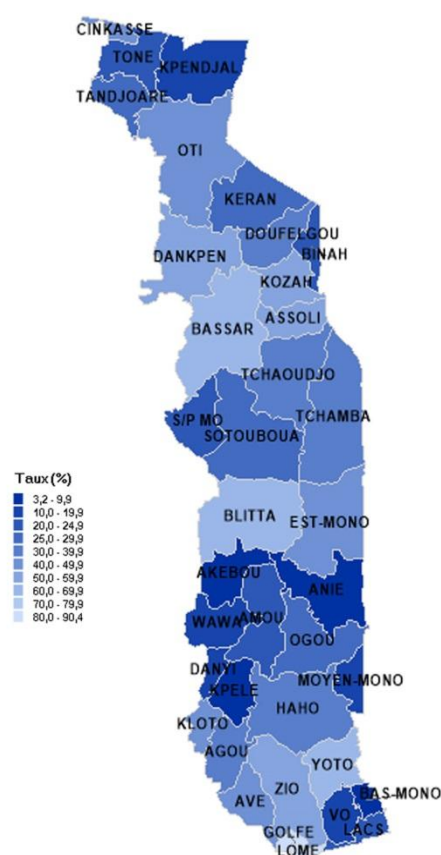 CINKASSE
TONE
KPENDJAL
TANDJOARE
OTI
KERAN
DOUFELGOU
BINAH
DANKPEN
KOZAH
ASSOLI
BASSAR
TCHAOUDJO
TCHAMBA
S/P MO
SOTOUBOUA
Taux (%)
3,2 - 9,9
10,0 - 19,9
20,0 - 24,9
25,0 - 29,9
30,0 - 39,9
40,0 - 49,9
50,0 - 59,9
60,0 - 69,9
70,0 - 79,9
80,0 - 90,4
BLITTA
EST-MONO
AKEBOU
ANIE
WAWA
AMOU
OGOU
DANYI
KPELE
MOYEN-MONO
HAHO
KLOTO
AGOU
YOTO
AVE
ZIO
BAS-MONO
VO
LACS
GOLFE
LOME